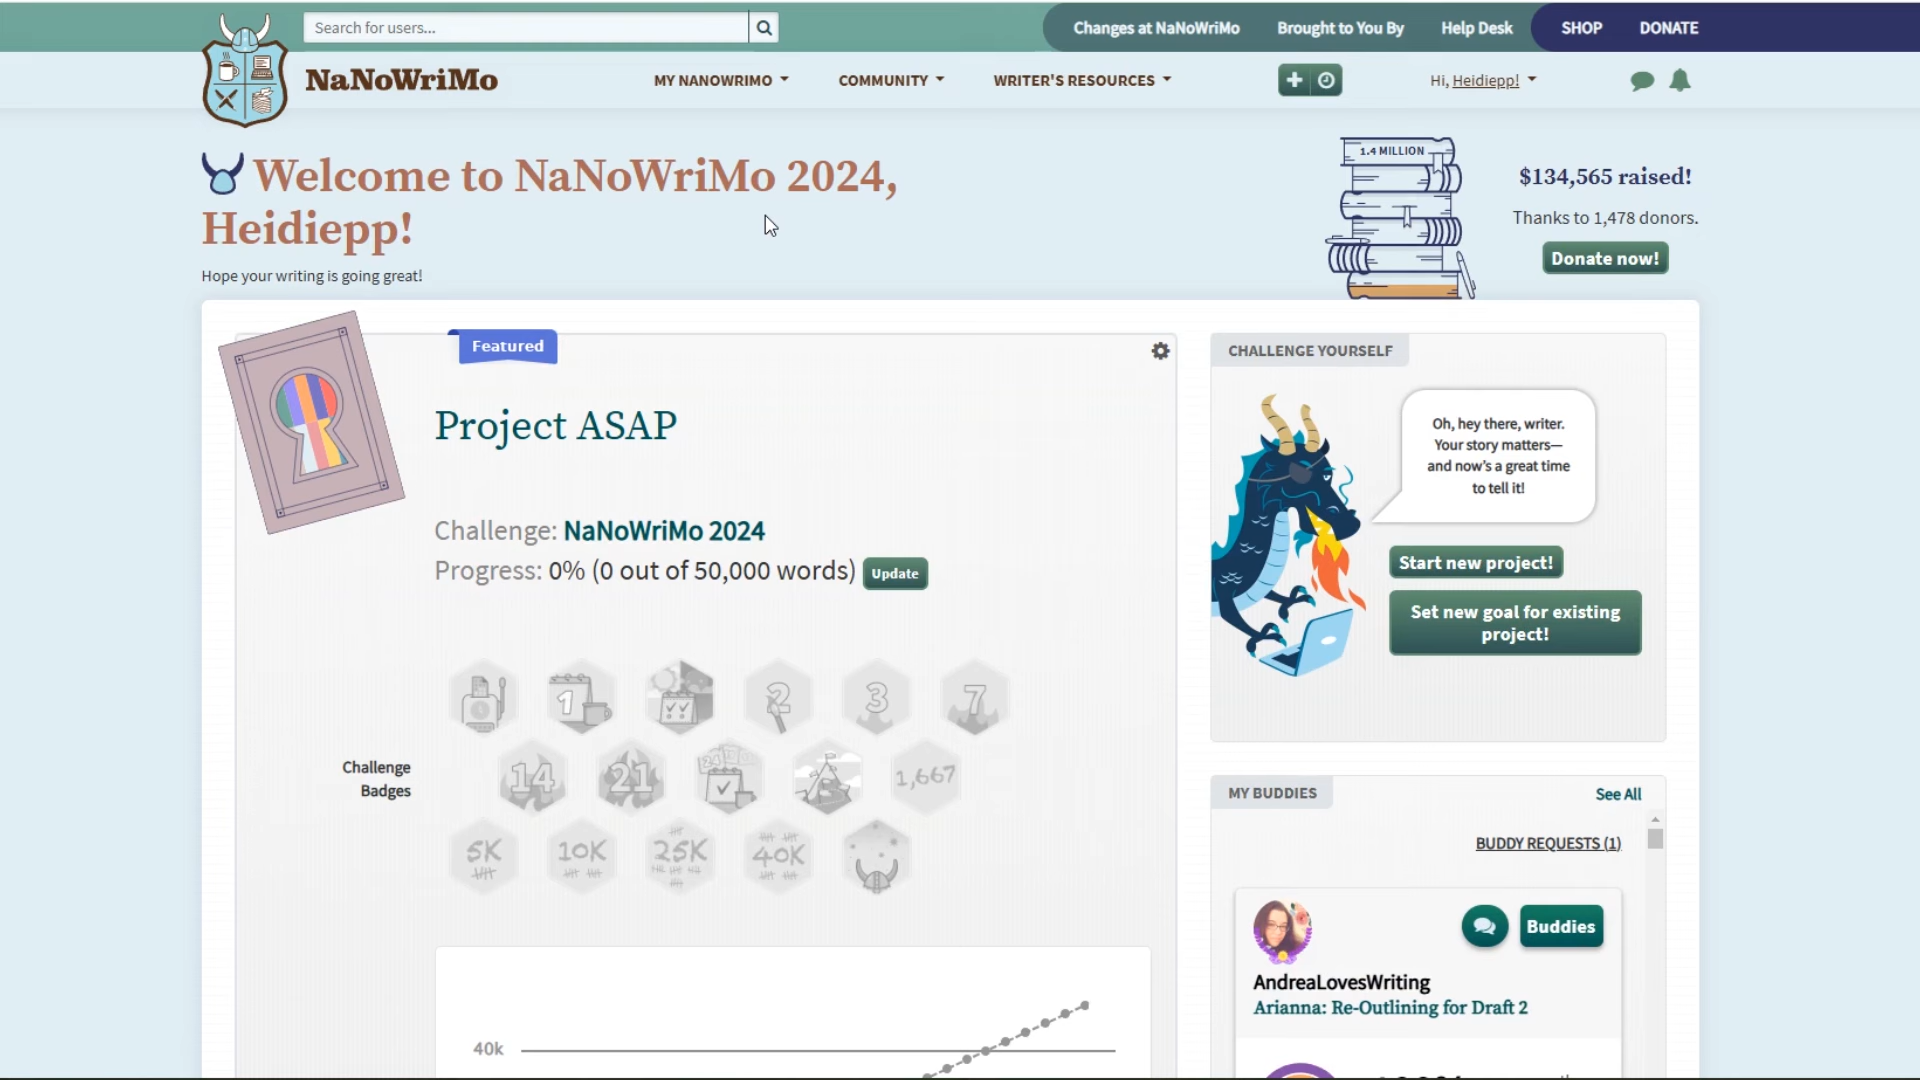 Search for users...
Changes at NaNoWriMo
Brought to You By
Help Desk
SHOP
DONATE
NaNoWriMo
MY NANOWRIMO
COMMUNITY
WRITER'S RESOURCES
Hi, Heidiepp!
Welcome to NaNoWriMo 2024,
Heidiepp!
Hope your writing is going great!
1.4 MILLION
$134,565 raised!
Thanks to 1,478 donors.
Donate now!
Featured
Project ASAP
Challenge: NaNoWriMo 2024
Progress: 0% (0 out of 50,000 words)
Update
Challenge
Badges
1
2
3
7
14
21
1,667
5K
10K
25K
40K
40k
CHALLENGE YOURSELF
Oh, hey there, writer.
Your story matters—
and now's a great time
to tell it!
Start new project!
Set new goal for existing
project!
MY BUDDIES
See All
BUDDY REQUESTS (1)
Buddies
AndreaLovesWriting
Arianna: Re-Outlining for Draft 2